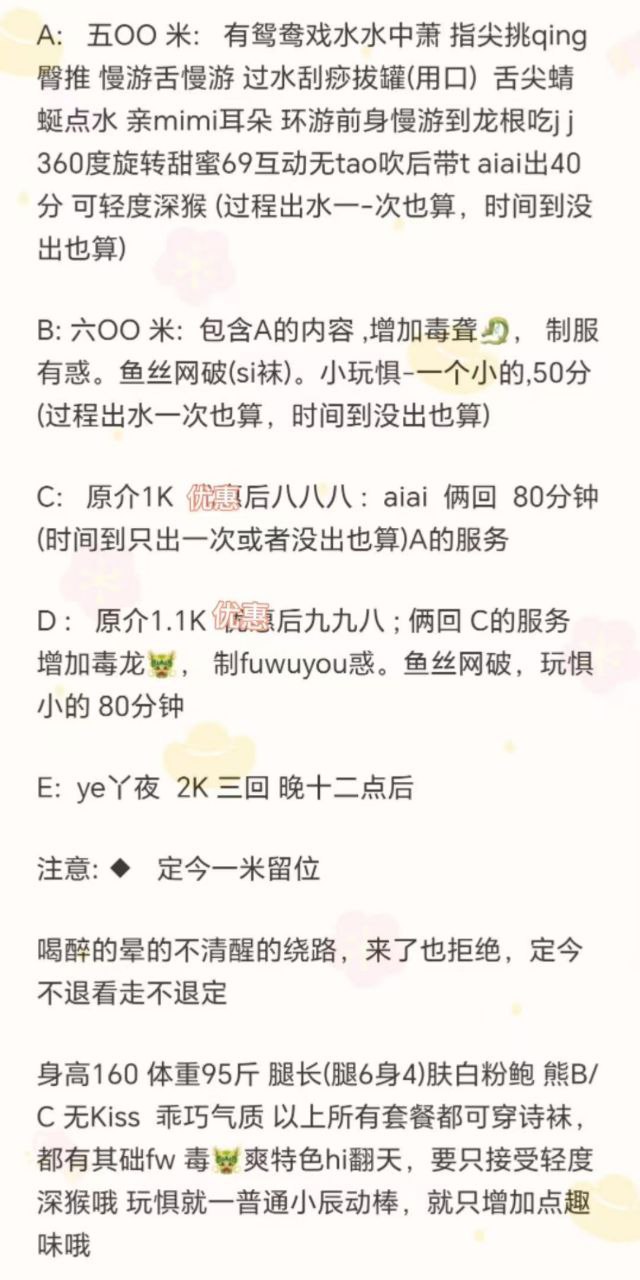 A： 五OO 米： 有鸳鸯戏水水中萧 指尖挑qing
臀推 慢游舌慢游 过水刮痧拔罐(用口) 舌尖蜻
蜓点水 亲mimi耳朵 环游前身慢游到龙根吃j j
360度旋转甜蜜69互动无tao吹后带t aiai出40
分 可轻度深猴 (过程出水一-次也算，时间到没
出也算)
B: 六OO 米: 包含A的内容 ,增加毒聋🐉， 制服
有惑。鱼丝网破(si袜)。小玩惧-一个小的,50分
(过程出水一次也算，时间到没出也算)
C: 原介1K 优惠后八八八 : aiai 俩回 80分钟
(时间到只出一次或者没出也算)A的服务
D : 原介1.1K 优惠后九九八 ; 俩回 C的服务
增加毒龙🐲， 制fuwuyou惑。鱼丝网破，玩惧
小的 80分钟
E: ye丫夜 2K 三回 晚十二点后
注意: ◆ 定今一米留位
喝醉的晕的不清醒的绕路，来了也拒绝，定今
不退看走不退定
身高160 体重95斤 腿长(腿6身4)肤白粉鲍 熊B/
C 无Kiss 乖巧气质 以上所有套餐都可穿诗袜，
都有其础fw 毒🐲爽特色hi翻天，要只接受轻度
深猴哦 玩惧就一普通小辰动棒，就只增加点趣
味哦